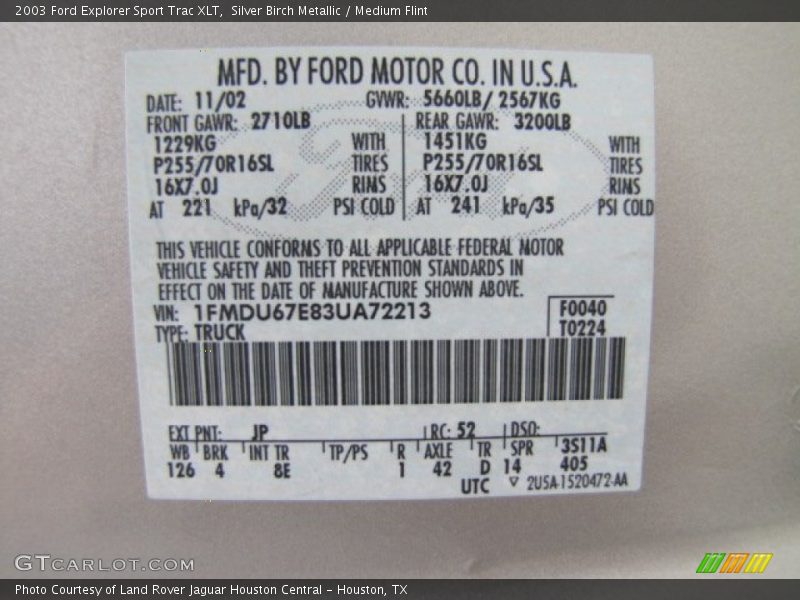 2003 Ford Explorer Sport Trac XLT,  Silver Birch Metallic / Medium Flint
MFD. BY FORD MOTOR CO. IN U.S.A.
DATE: 11/02 GVWR: 5660LB/ 2567KG
FRONT GAWR: 2710LB REAR GAWR: 3200LB
1229KG WITH 1451KG WITH
P255/70R16SL TIRES P255/70R16SL TIRES
16X7.0J RIMS 16X7.0J RIMS
AT 221 kPa/32 PSI COLD AT 241 kPa/35 PSI COLD
THIS VEHICLE CONFORMS TO ALL APPLICABLE FEDERAL MOTOR
VEHICLE SAFETY AND THEFT PREVENTION STANDARDS IN
EFFECT ON THE DATE OF MANUFACTURE SHOWN ABOVE.
VIN: 1FMDU67E83UA72213 F0040
TYPE: TRUCK T0224
EXT PNT: JP RC: 52 DSO:
WB BRK INT TR TP/PS R AXLE TR SPR 3S11A
126 4 8E 1 42 D 14 405
UTC ▽ 2U5A-1520472-AA
GTCARLOT.COM
Photo Courtesy of Land Rover Jaguar Houston Central – Houston, TX